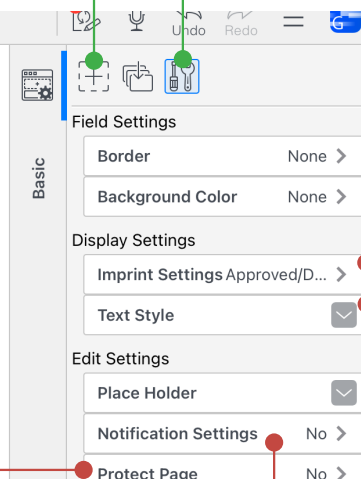 Undo Redo
G
Basic
Field Settings
Border None
Background Color None
Display Settings
Imprint Settings Approved/D...
Text Style
Edit Settings
Place Holder
Notification Settings No
Protect Page No